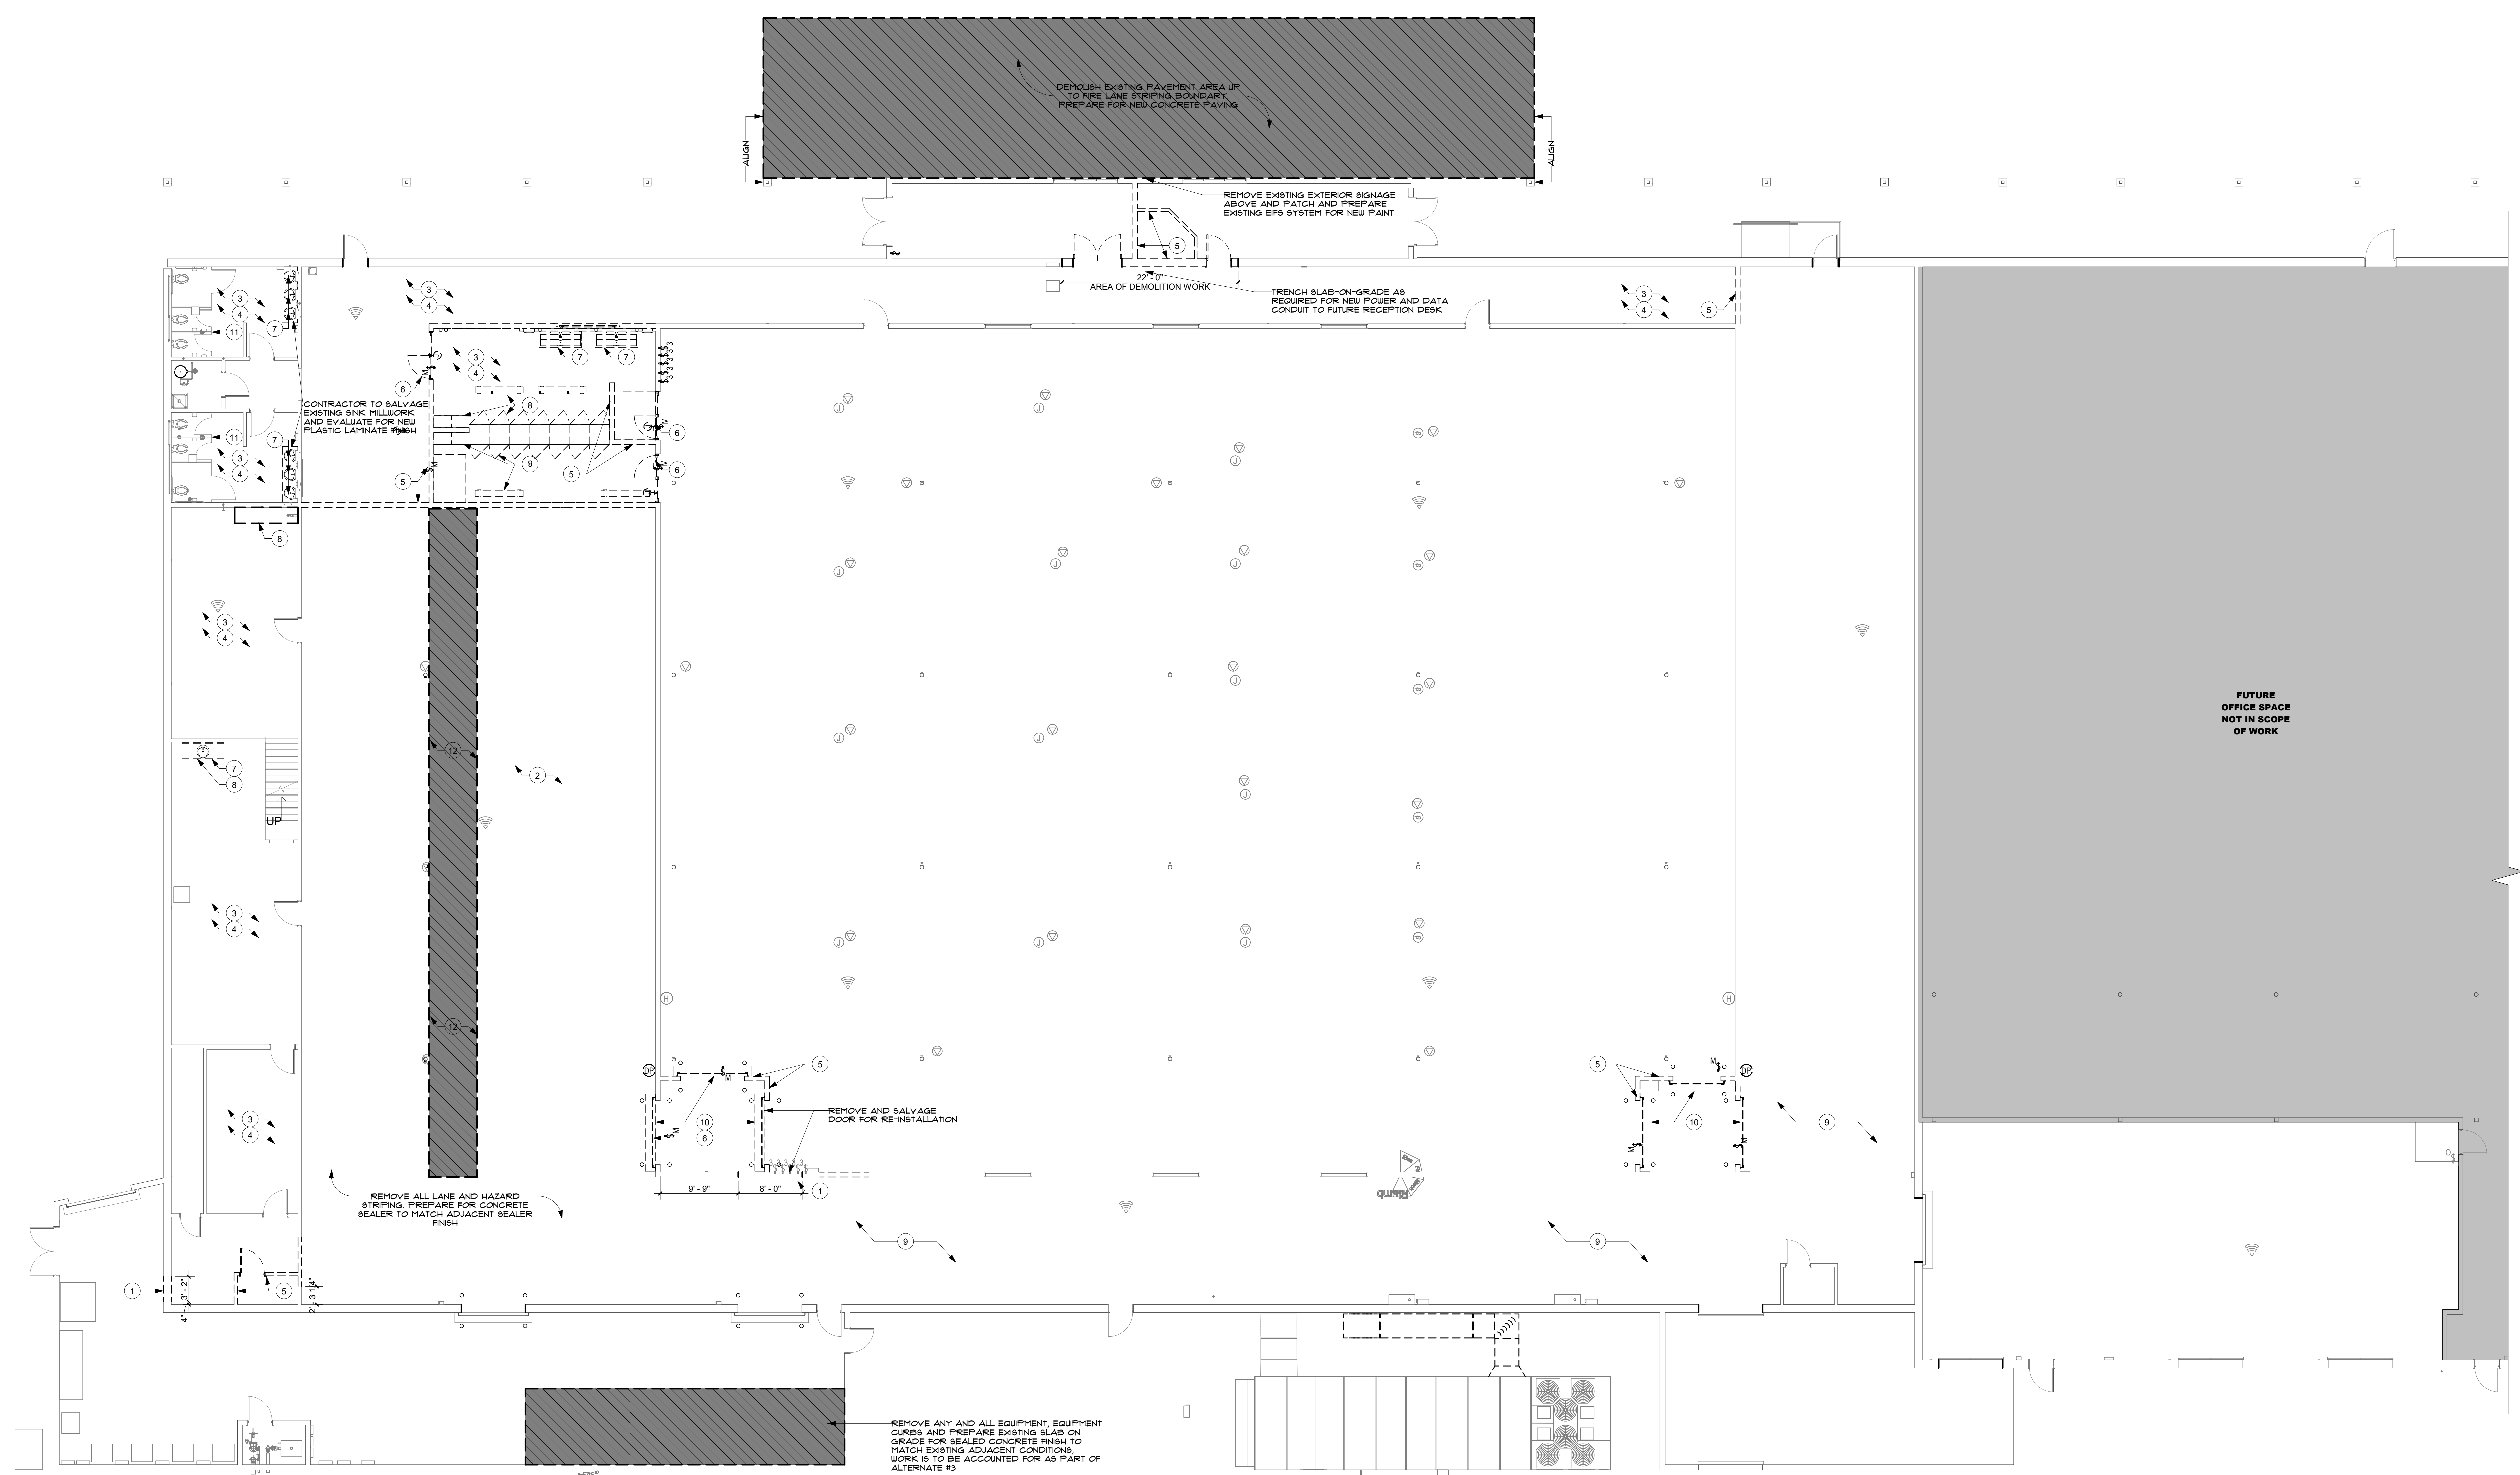 DEMOLISH EXISTING PAVEMENT AREA UP
TO FIRE LANE STRIPING BOUNDARY,
PREPARE FOR NEW CONCRETE PAVING
ALIGN
ALIGN
REMOVE EXISTING EXTERIOR SIGNAGE
ABOVE AND PATCH AND PREPARE
EXISTING EIFS SYSTEM FOR NEW PAINT
5
22' - 0"
AREA OF DEMOLITION WORK
TRENCH SLAB-ON-GRADE AS
REQUIRED FOR NEW POWER AND DATA
CONDUIT TO FUTURE RECEPTION DESK
3
4
7
11
3
4
3
4
5
3
4
7
7
6
M
CONTRACTOR TO SALVAGE
EXISTING SINK MILLWORK
AND EVALUATE FOR NEW
PLASTIC LAMINATE FINISH
8
M
6
M
6
8
5
5
M
7
11
3
4
8
3
4
J
J
J
J
J
J
J
J
J
J
J
J
J
12
2
T
7
8
UP
3
4
FUTURE
OFFICE SPACE
NOT IN SCOPE
OF WORK
H
H
12
DP
M
5
5
M
DP
3
4
REMOVE AND SALVAGE
DOOR FOR RE-INSTALLATION
10
6
M
10
M
M
9
9' - 9"
8' - 0"
1
REMOVE ALL LANE AND HAZARD
STRIPING. PREPARE FOR CONCRETE
SEALER TO MATCH ADJACENT SEALER
FINISH
9
9
1
3' - 2"
4"
5
2' - 3 1/4"
REMOVE ANY AND ALL EQUIPMENT, EQUIPMENT
CURBS AND PREPARE EXISTING SLAB ON
GRADE FOR SEALED CONCRETE FINISH TO
MATCH EXISTING ADJACENT CONDITIONS,
WORK IS TO BE ACCOUNTED FOR AS PART OF
ALTERNATE #3